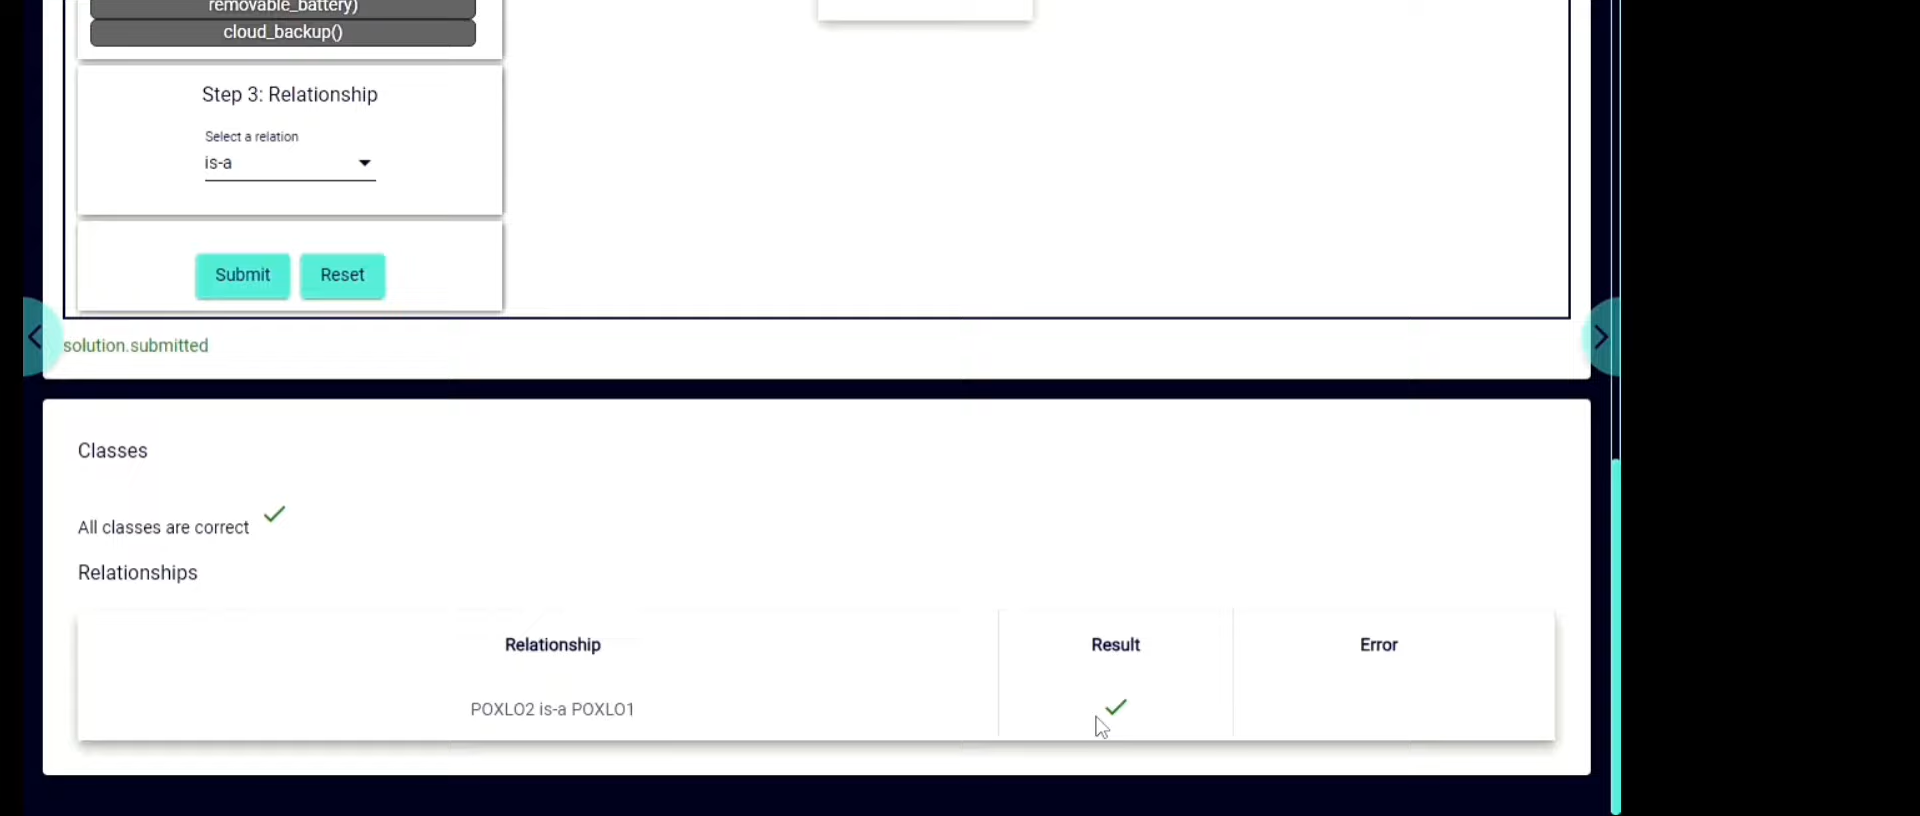 removable_battery)
cloud_backup()
Step 3: Relationship
Select a relation
is-a
Submit Reset
solution.submitted
Classes
All classes are correct
Relationships
Relationship Result Error
POXLO2 is-a POXLO1